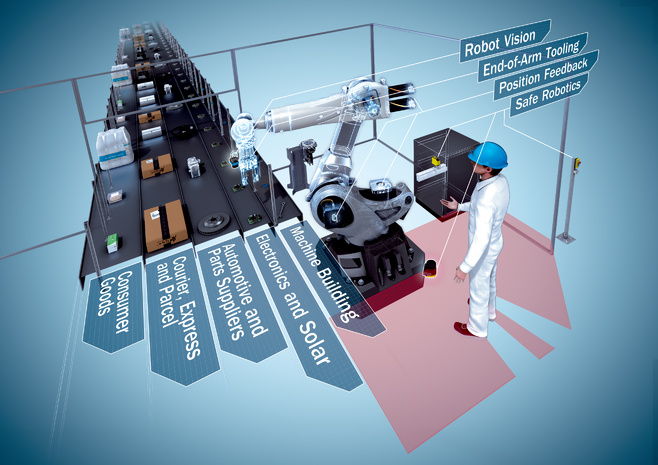 Robot Vision
End-of-Arm Tooling
Position Feedback
Safe Robotics
Consumer
Goods
Courier, Express
and Parcel
Automotive and
Parts Suppliers
Electronics and Solar
Machine Building